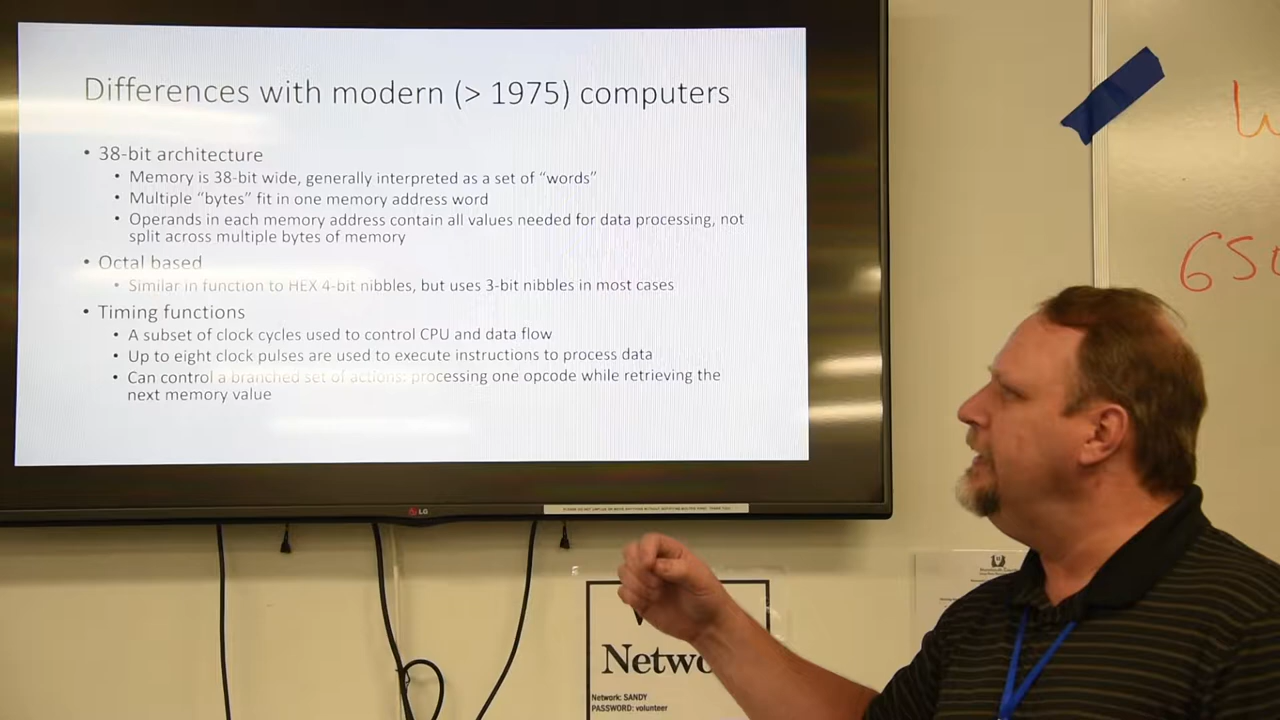 Differences with modern (> 1975) computers
• 38-bit architecture
• Memory is 38-bit wide, generally interpreted as a set of “words”
• Multiple “bytes” fit in one memory address word
• Operands in each memory address contain all values needed for data processing, not
split across multiple bytes of memory
• Octal based
• Similar in function to HEX 4-bit nibbles, but uses 3-bit nibbles in most cases
• Timing functions
• A subset of clock cycles used to control CPU and data flow
• Up to eight clock pulses are used to execute instructions to process data
• Can control a branched set of actions: processing one opcode while retrieving the
next memory value
LG
650
Netwo
Network: SANDY
PASSWORD: volunteer